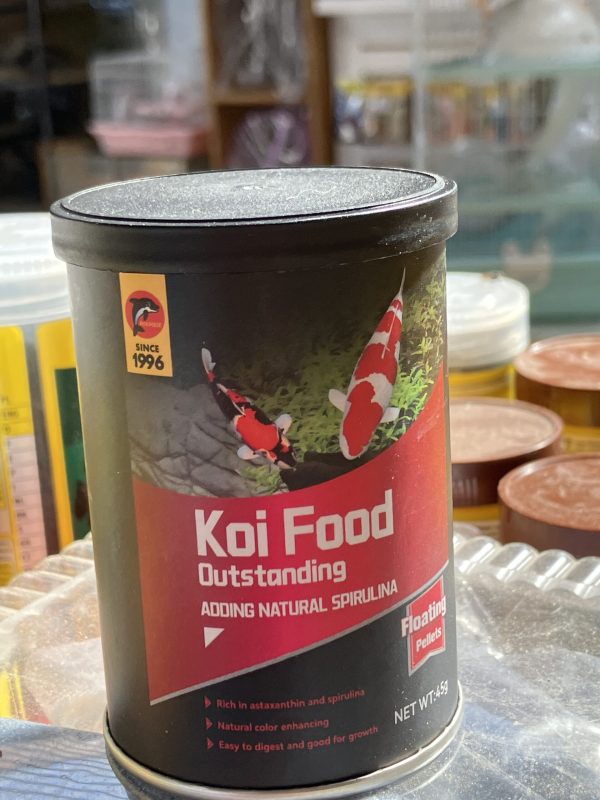 SINCE
1996
Koi Food
Outstanding
ADDING NATURAL SPIRULINA
Floating
Pellets
Rich in astaxanthin and spirulina
Natural color enhancing
Easy to digest and good for growth
NET WT:45g